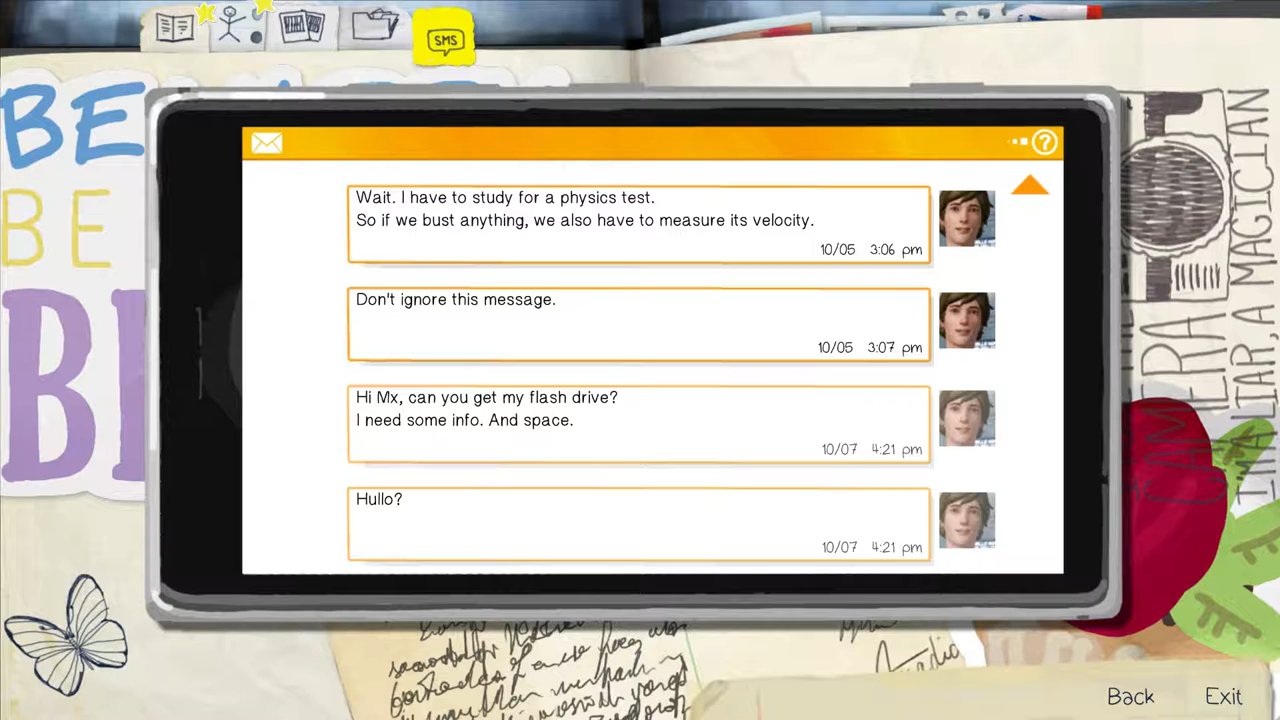 SMS
Wait. I have to study for a physics test.
So if we bust anything, we also have to measure its velocity.
10/05 3:06 pm
Don't ignore this message.
10/05 3:07 pm
Hi Mx, can you get my flash drive?
I need some info. And space.
10/07 4:21 pm
Hullo?
10/07 4:21 pm
BE
BE
Back
Exit